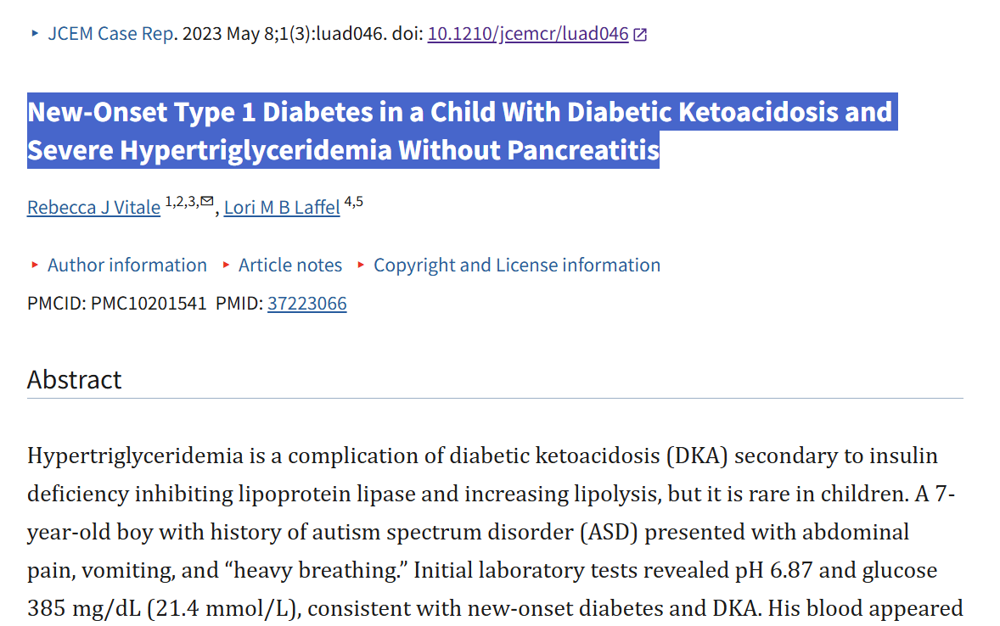 JCEM Case Rep. 2023 May 8;1(3):luad046. doi: 10.1210/jcemcr/luad046
New-Onset Type 1 Diabetes in a Child With Diabetic Ketoacidosis and
Severe Hypertriglyceridemia Without Pancreatitis
Rebecca J Vitale 1,2,3,✉, Lori M B Laffel 4,5
Author information Article notes Copyright and License information
PMCID: PMC10201541 PMID: 37223066
Abstract
Hypertriglyceridemia is a complication of diabetic ketoacidosis (DKA) secondary to insulin
deficiency inhibiting lipoprotein lipase and increasing lipolysis, but it is rare in children. A 7-
year-old boy with history of autism spectrum disorder (ASD) presented with abdominal
pain, vomiting, and “heavy breathing.” Initial laboratory tests revealed pH 6.87 and glucose
385 mg/dL (21.4 mmol/L), consistent with new-onset diabetes and DKA. His blood appeared